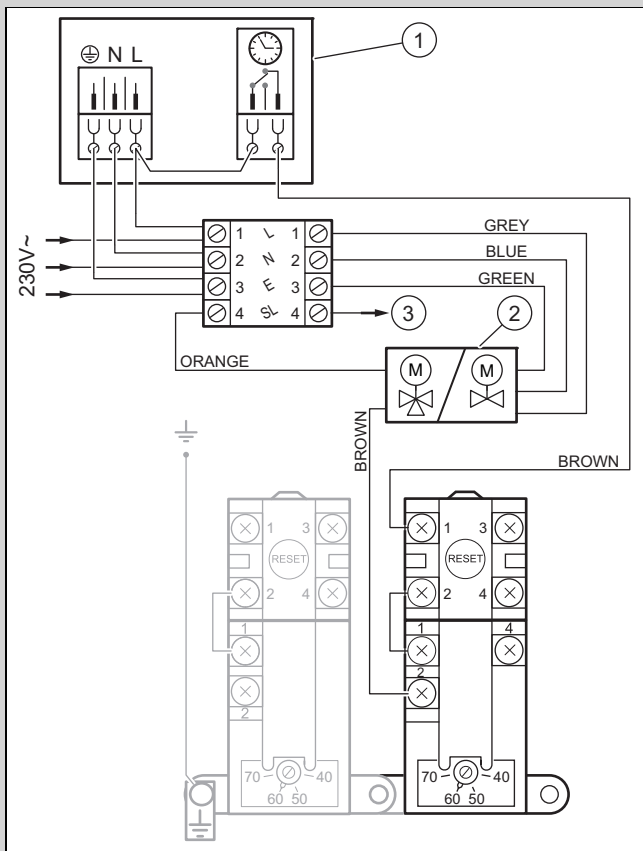 1
N L
230V~
1 L 1
2 N 2
3 E 3
4 SL 4
GREY
BLUE
GREEN
3
2
ORANGE
M
M
BROWN
BROWN
1 3
RESET
2 4
1
2
70 40
60 50
1 3
RESET
2 4
1 4
2
70 40
60 50